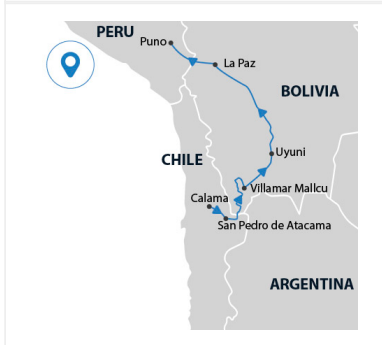 PERU
Puno
La Paz
BOLIVIA
Uyuni
CHILE
Villamar Mallcu
Calama
San Pedro de Atacama
ARGENTINA